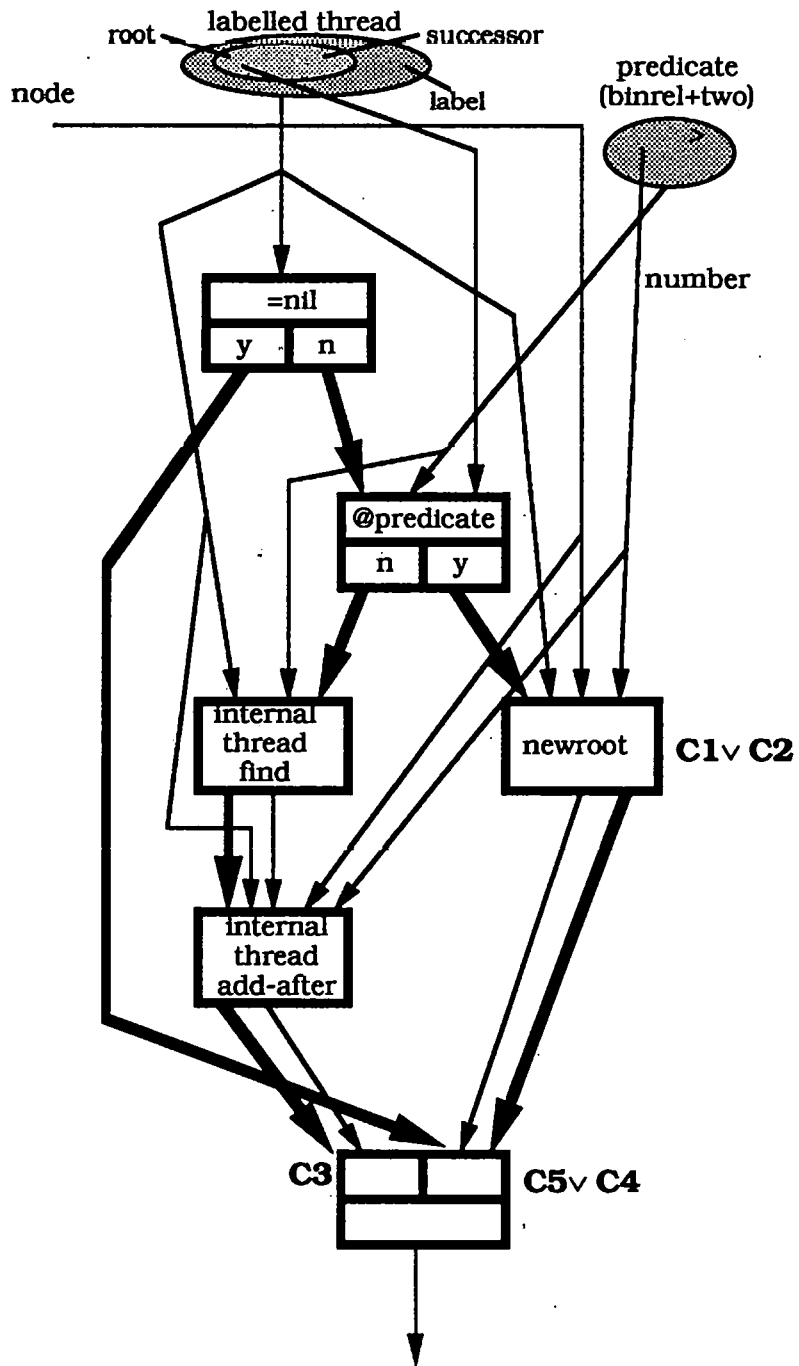 labelled thread
root
successor
predicate
(binrel+two)
node
label
>
number
=nil
y n
@predicate
n y
internal
thread
find
newroot
C1∨ C2
internal
thread
add-after
C3
C5∨ C4